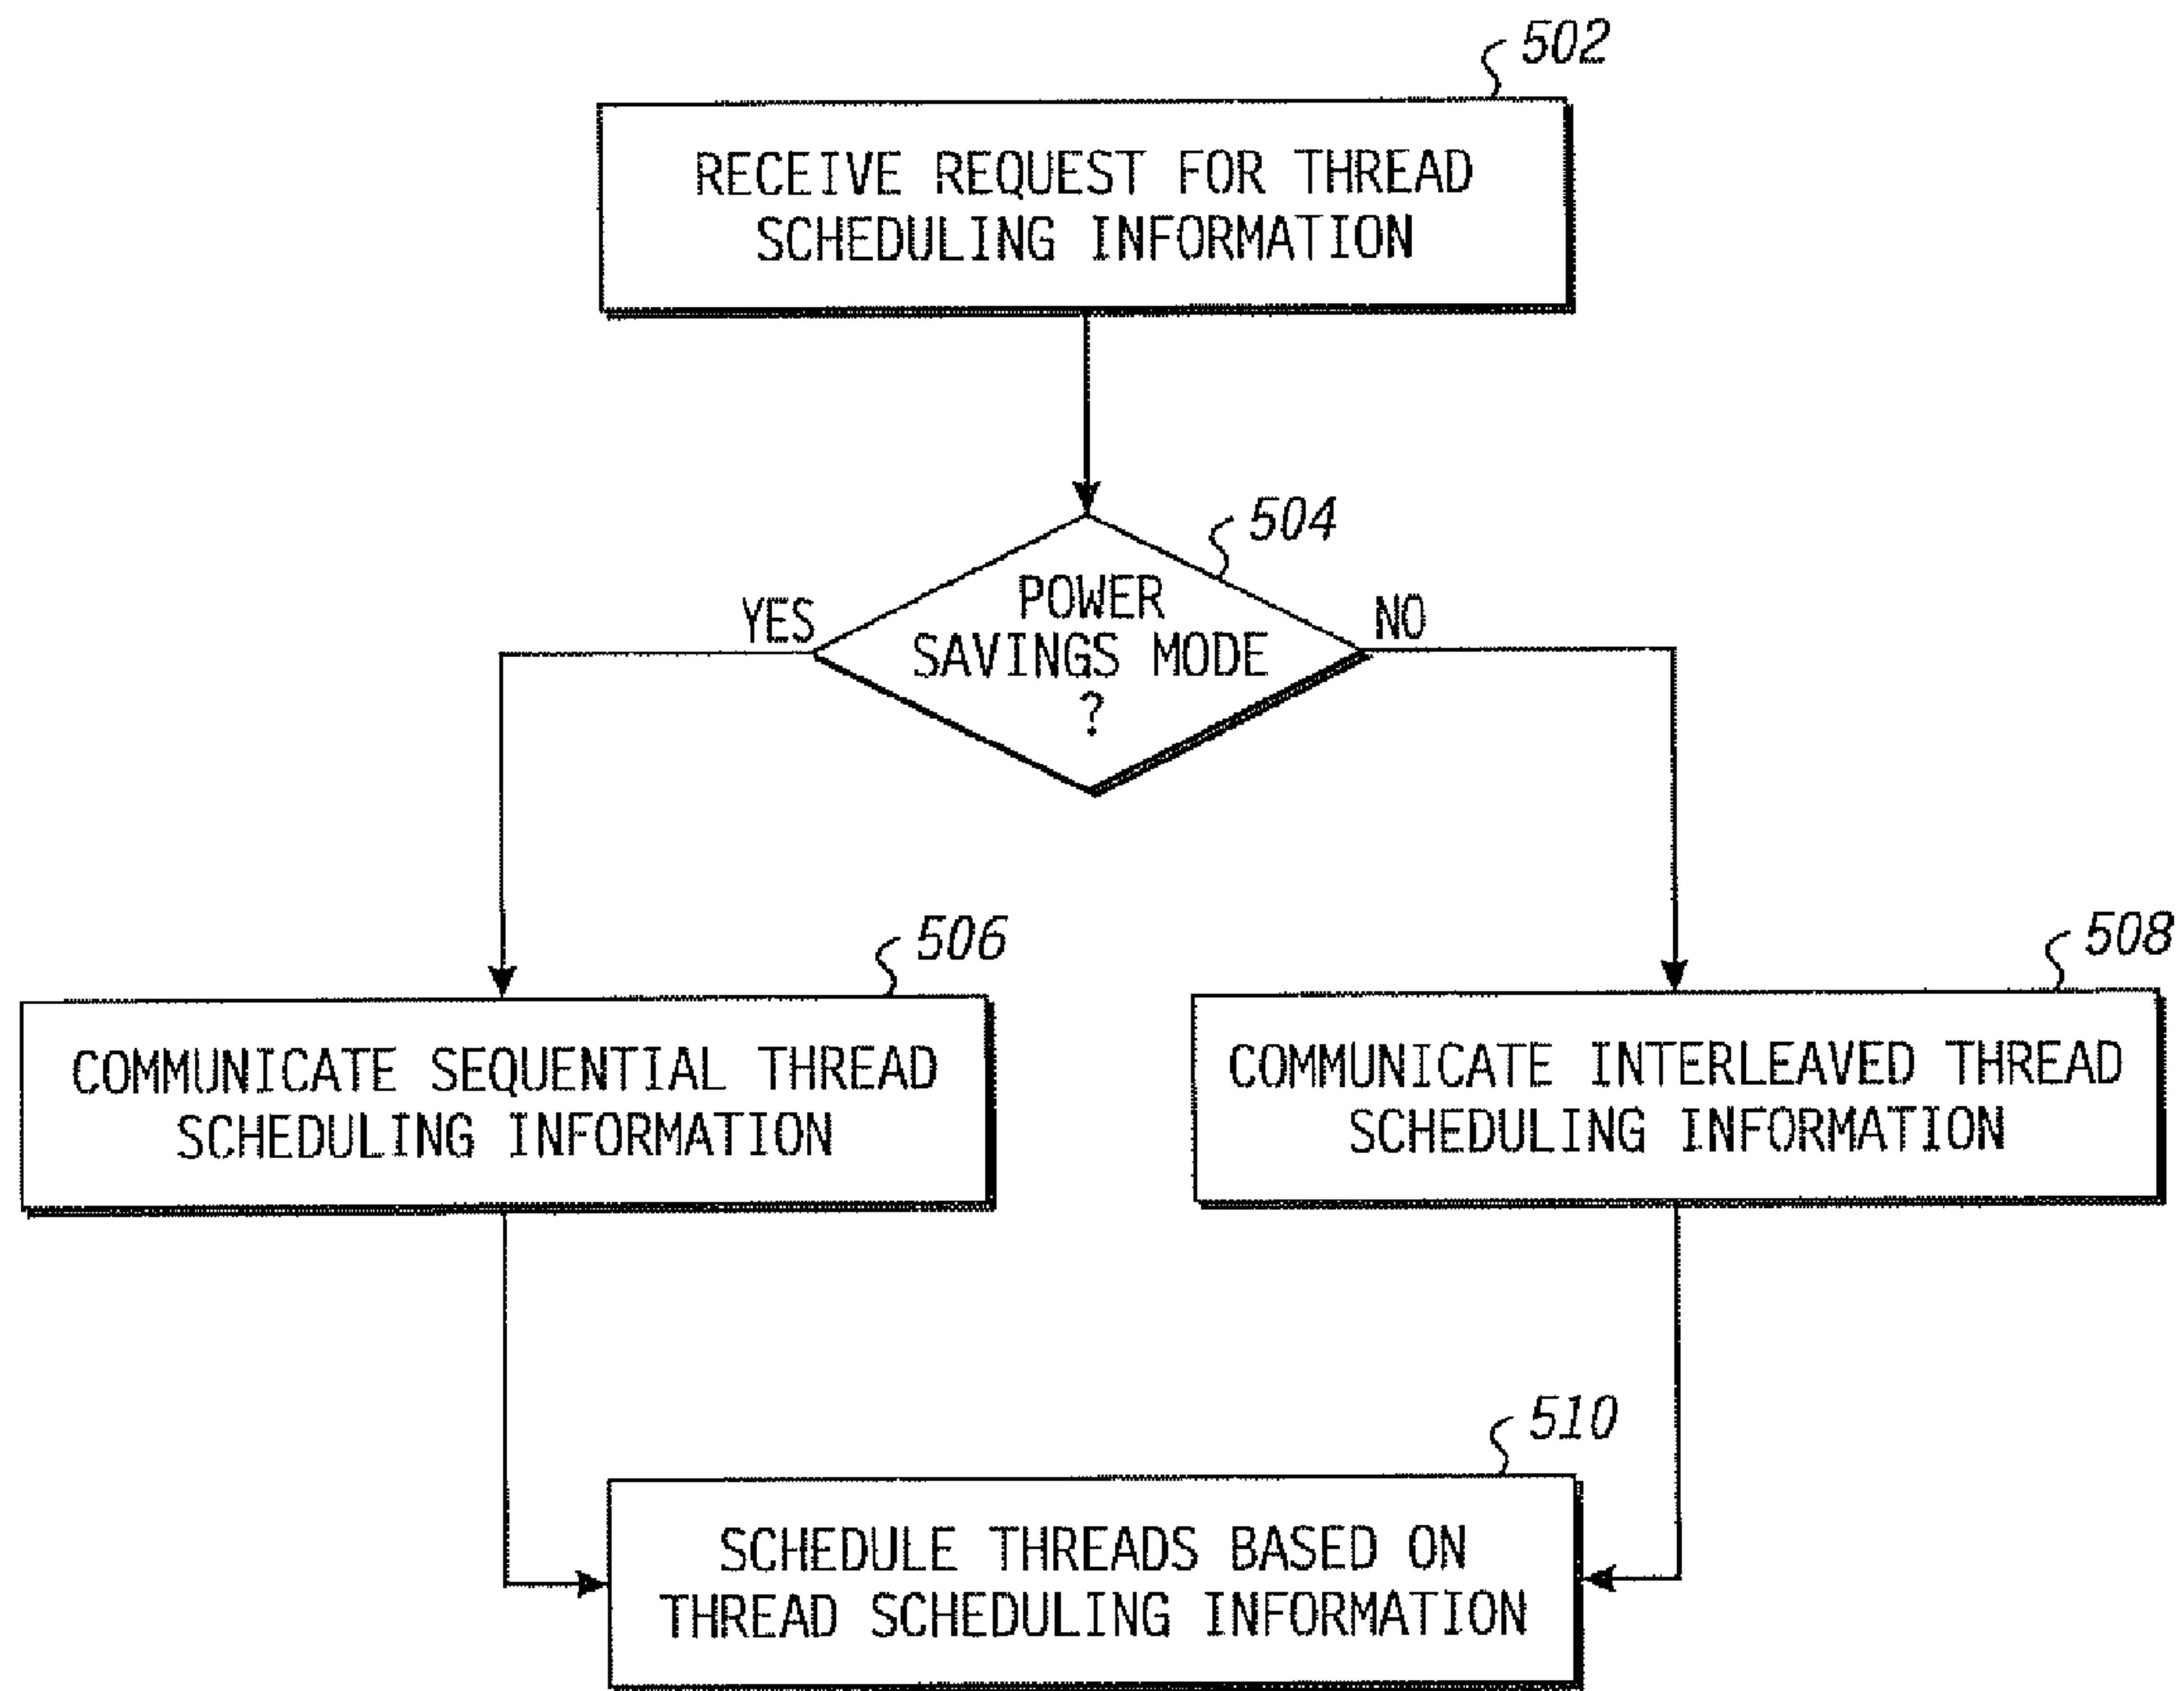 502
RECEIVE REQUEST FOR THREAD
SCHEDULING INFORMATION
504
POWER
SAVINGS MODE
?
YES
NO
506
COMMUNICATE SEQUENTIAL THREAD
SCHEDULING INFORMATION
508
COMMUNICATE INTERLEAVED THREAD
SCHEDULING INFORMATION
510
SCHEDULE THREADS BASED ON
THREAD SCHEDULING INFORMATION